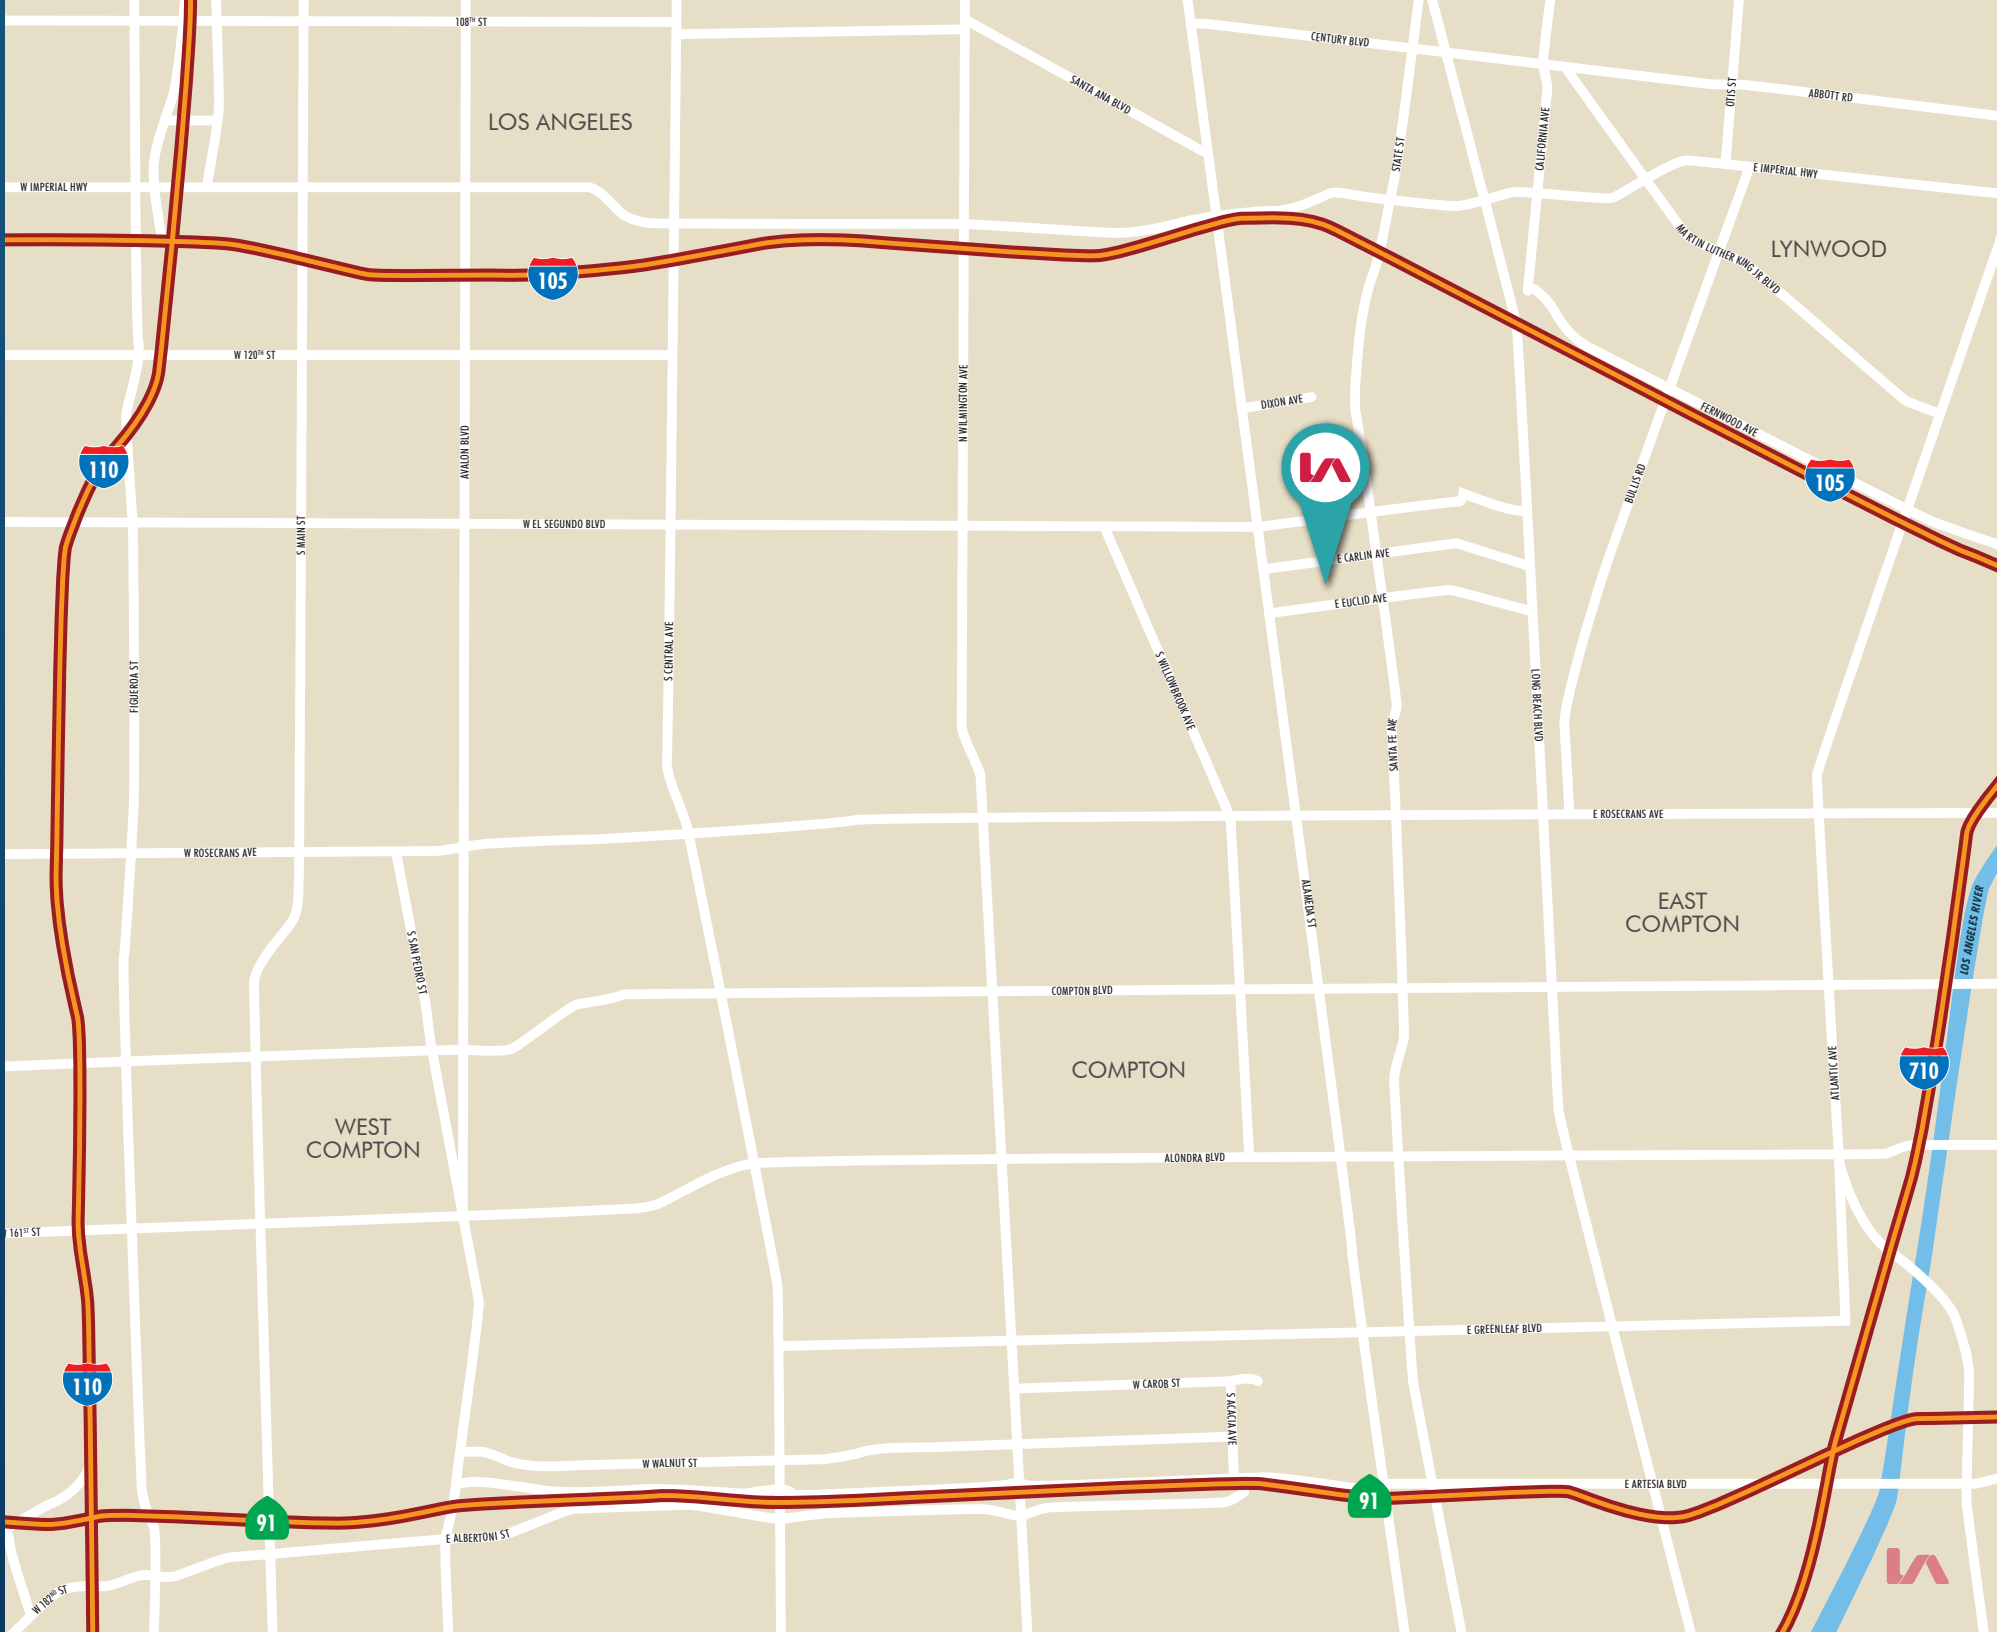 108TH ST
CENTURY BLVD
SANTA ANA BLVD
OTIS ST
ABBOTT RD
LOS ANGELES
CALIFORNIA AVE
STATE ST
E IMPERIAL HWY
W IMPERIAL HWY
MARTIN LUTHER KING JR BLVD
LYNWOOD
105
W 120TH ST
N WILMINGTON AVE
DIXON AVE
FERNWOOD AVE
AVALON BLVD
110
LA
BULLIS RD
105
S MAIN ST
W EL SEGUNDO BLVD
E CARLIN AVE
E EUCLID AVE
S CENTRAL AVE
FIGUEROA ST
S WILLOWBROOK AVE
LONG BEACH BLVD
SANTA FE AVE
E ROSECRANS AVE
W ROSECRANS AVE
ALAMEDA ST
EAST
COMPTON
LOS ANGELES RIVER
S SAN PEDRO ST
COMPTON BLVD
COMPTON
ATLANTIC AVE
710
WEST
COMPTON
ALONDRA BLVD
161ST ST
E GREENLEAF BLVD
110
W CAROB ST
S ACACIA AVE
W WALNUT ST
E ARTESIA BLVD
91
91
E ALBERTONI ST
W 182ND ST
LA